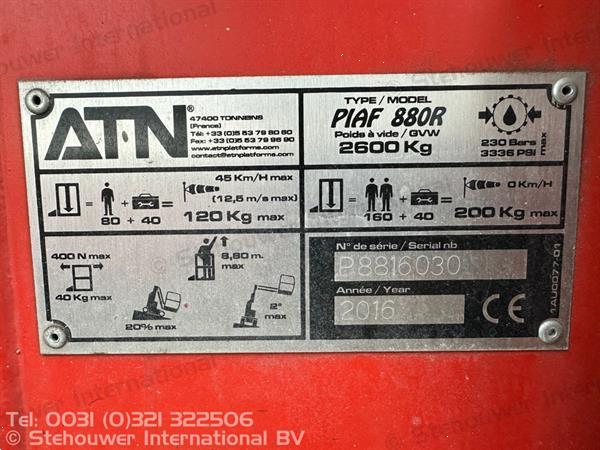 ATN®
47400 TONNEINS
(France)
Tél: +33 (0)5 53 79 80 60
Fax: +33 (0)5 53 79 96 90
www.atnplatforms.com
contact@atnplatforms.com
TYPE / MODEL
PIAF 880R
Poids à vide / GVW
2600 Kg
230 Bars
3336 PSI
max
= + 45 Km/H max
(12,5 m/s max)
80 + 40
120 Kg max
= + 0 Km/H
160 + 40
200 Kg max
400 N max
40 Kg max
8,80 m.
max
20% max
2°
max
N° de série / Serial nb
P8816030
Année / Year
2016
CE
1AU0077-01
Tel: 0031 (0)321 322506
© Stehouwer International BV